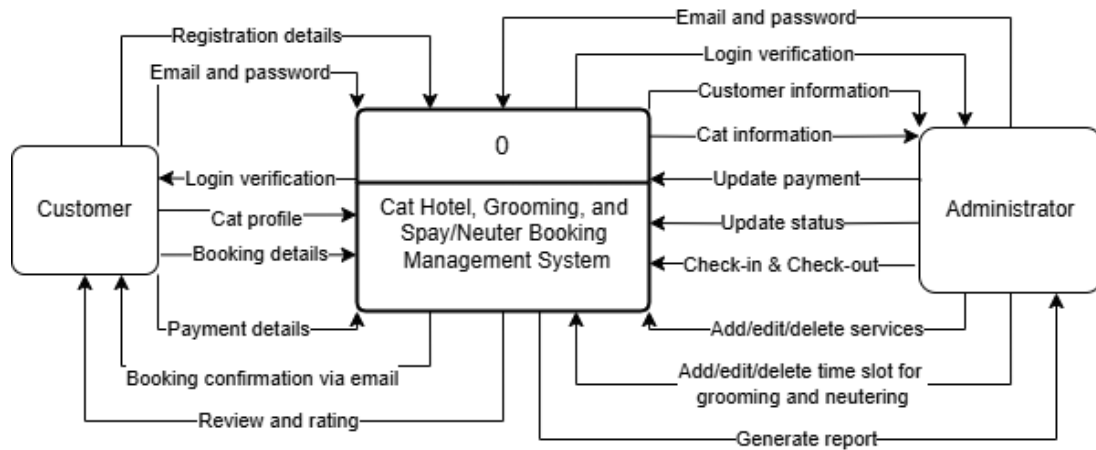 Email and password
Registration details
Login verification
Email and password
Customer information
0
Cat information
Login verification
Update payment
Customer
Cat profile
Cat Hotel, Grooming, and
Spay/Neuter Booking
Management System
Update status
Administrator
Booking details
Check-in & Check-out
Payment details
Add/edit/delete services
Booking confirmation via email
Add/edit/delete time slot for
grooming and neutering
Review and rating
Generate report